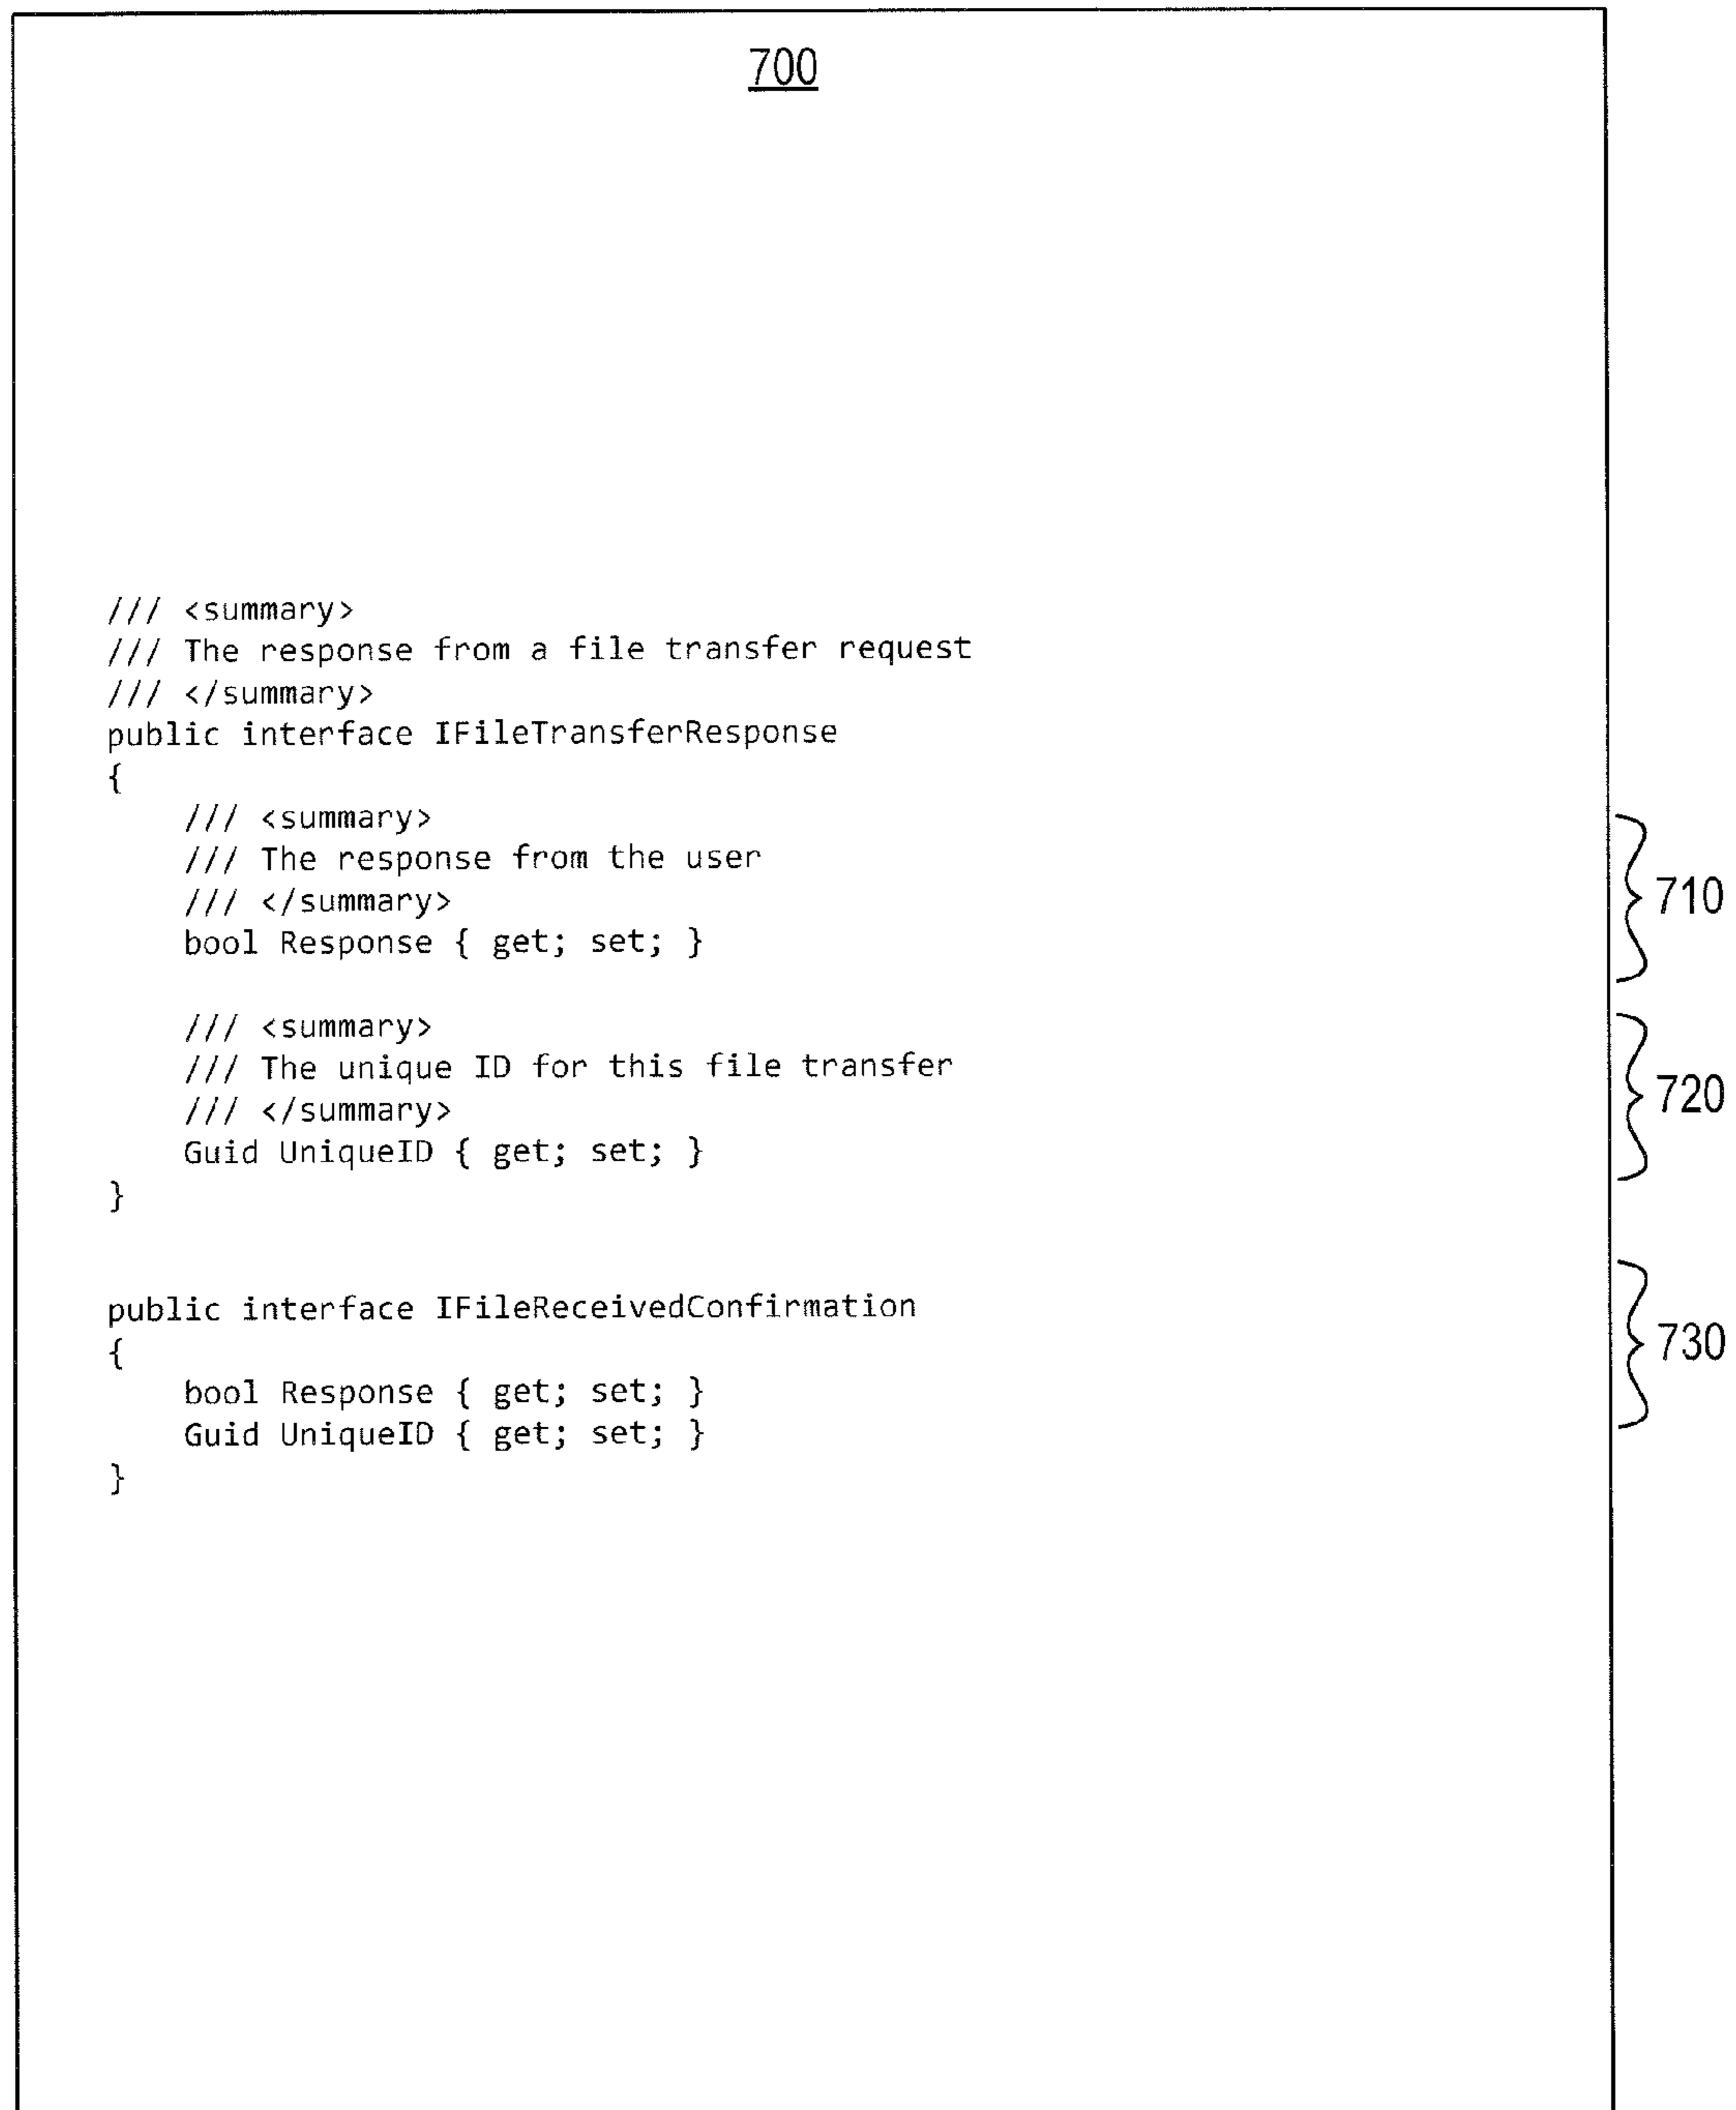 700
/// <summary>
/// The response from a file transfer request
/// </summary>
public interface IFileTransferResponse
{
    /// <summary>
    /// The response from the user
    /// </summary>
    bool Response { get; set; }
710
    /// <summary>
    /// The unique ID for this file transfer
    /// </summary>
    Guid UniqueID { get; set; }
720
}
public interface IFileReceivedConfirmation
{
    bool Response { get; set; }
    Guid UniqueID { get; set; }
}
730